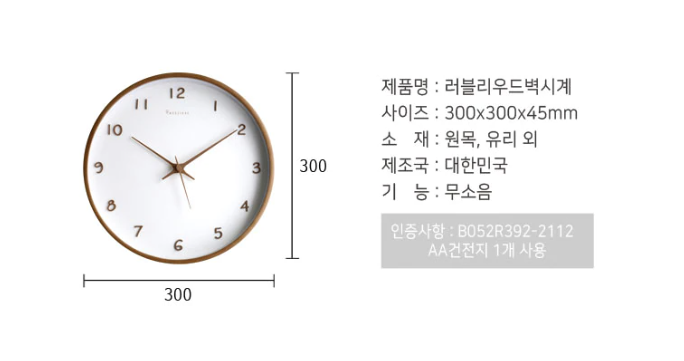 12
11
1
10
2
9
3
8
4
7
5
6
300
300
제품명 : 러블리우드벽시계
사이즈 : 300x300x45mm
소 재 : 원목, 유리 외
제조국 : 대한민국
기 능 : 무소음
인증사항 : B052R392-2112
AA건전지 1개 사용